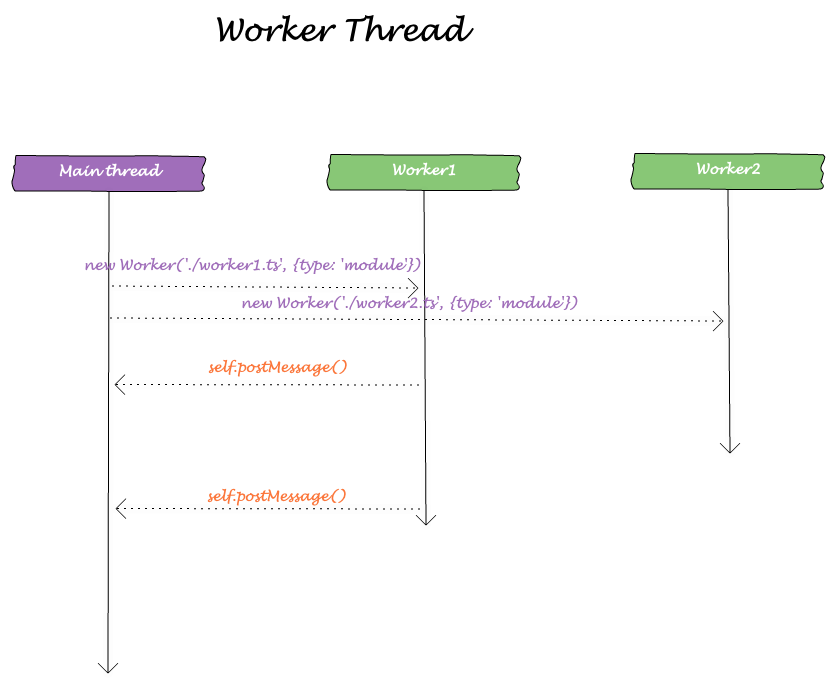 Worker Thread
Main thread
Worker1
Worker2
new Worker('./worker1.ts', {type: 'module'})
new Worker('./worker2.ts', {type: 'module'})
self.postMessage()
self.postMessage()